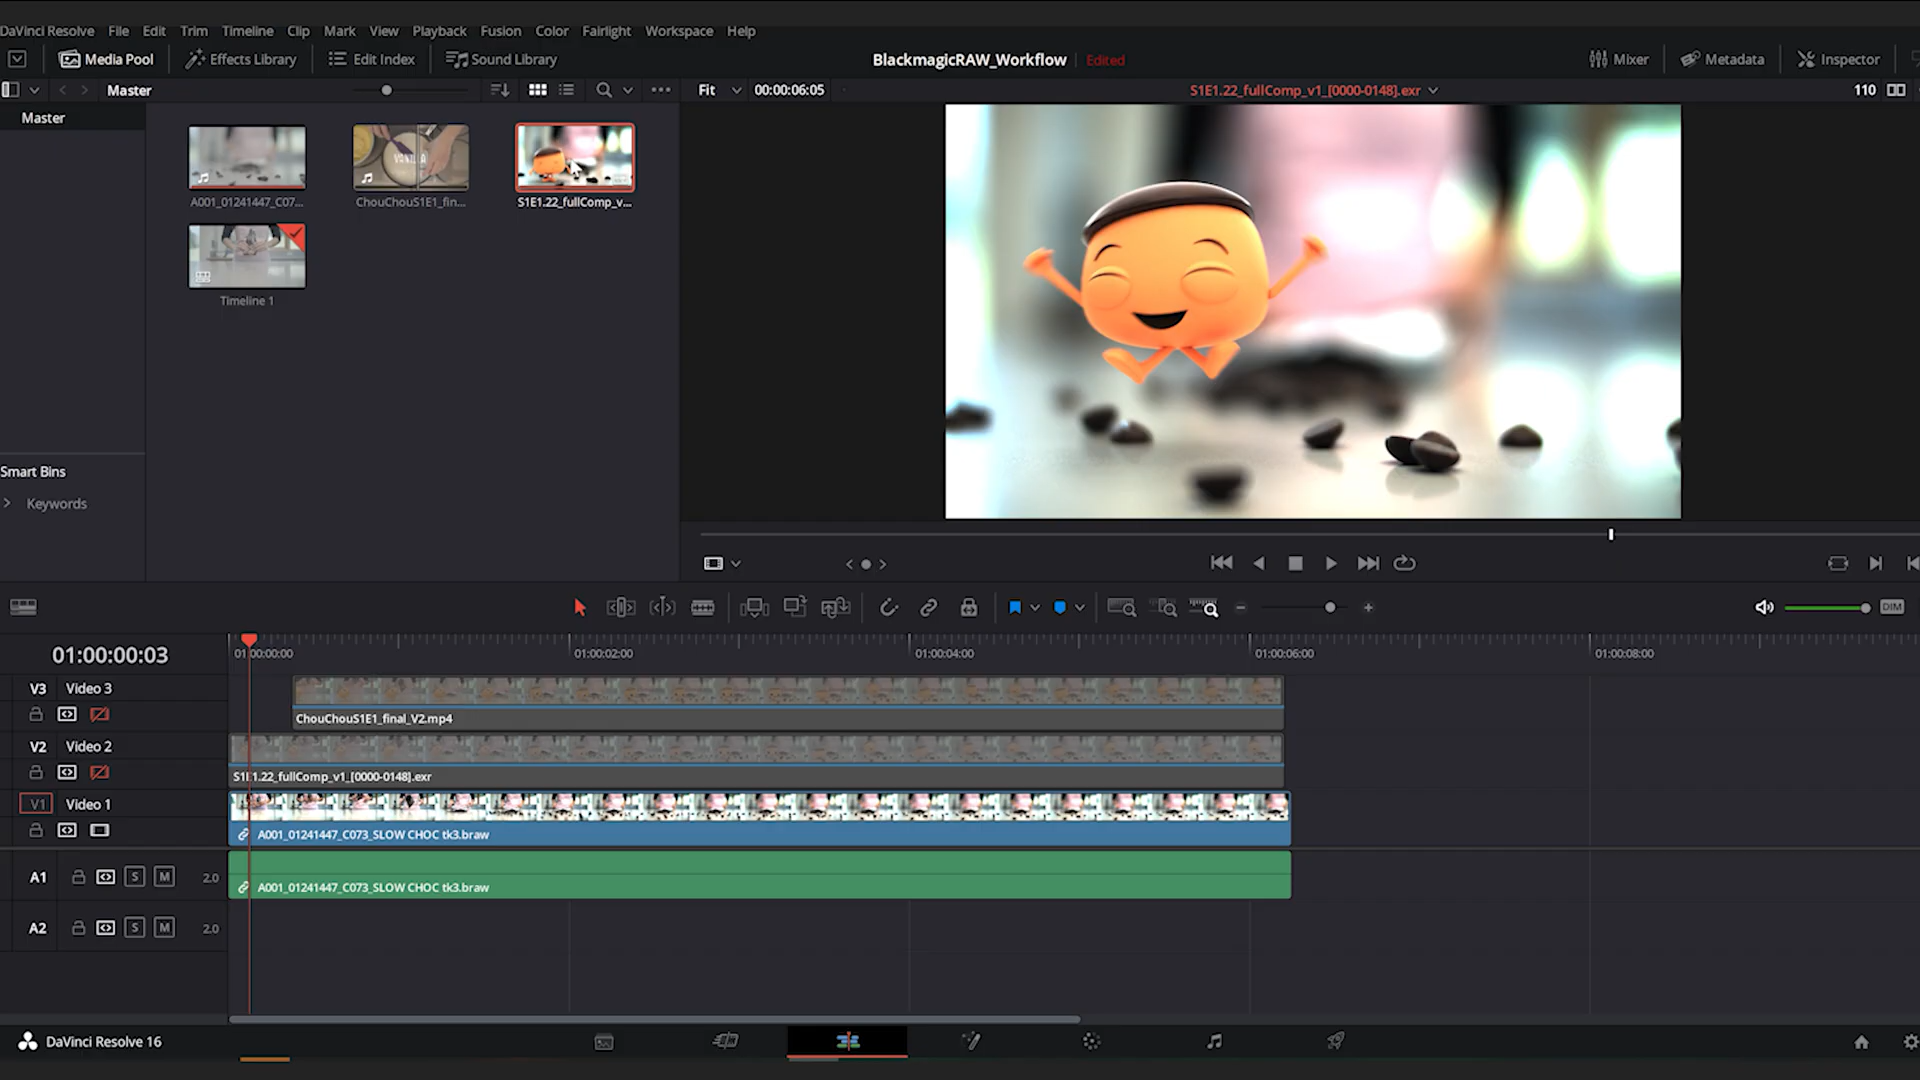 DaVinci Resolve File Edit Trim Timeline Clip Mark View Playback Fusion Color Fairlight Workspace Help
Media Pool Effects Library Edit Index Sound Library BlackmagicRAW_Workflow Edited Mixer Metadata Inspector
Master Fit 00:00:06:05 S1E1.22_fullComp_v1_[0000-0148].exr 110
Master
VANILLA
A001_01241447_C07... ChouChouS1E1_fin... S1E1.22_fullComp_v...
Timeline 1
Smart Bins
Keywords
DIM
01:00:00:03 01:00:00:00 01:00:02:00 01:00:04:00 01:00:06:00 01:00:08:00
V3 Video 3
ChouChouS1E1_final_V2.mp4
V2 Video 2
S1E1.22_fullComp_v1_[0000-0148].exr
V1 Video 1
A001_01241447_C073_SLOW CHOC tk3.braw
A1 S M 2.0
A001_01241447_C073_SLOW CHOC tk3.braw
A2 S M 2.0
DaVinci Resolve 16